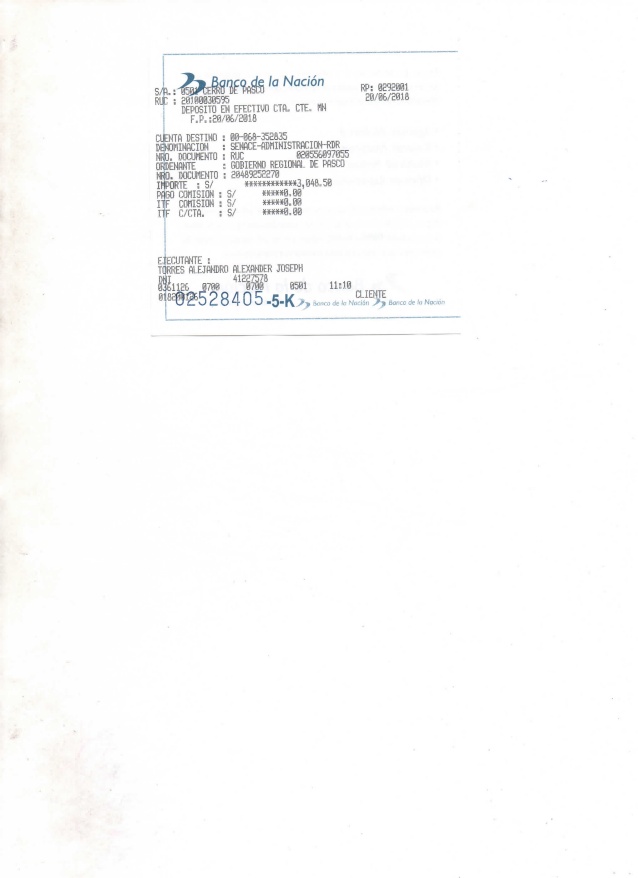 Banco de la Nación
S/A.: 0501 CERRO DE PASCO RP: 0292001
RUC : 20100030595 20/06/2018
DEPOSITO EN EFECTIVO CTA. CTE. MN
F.P.:20/06/2018
CUENTA DESTINO : 00-068-352835
DENOMINACION : SENACE-ADMINISTRACION-RDR
NRO. DOCUMENTO : RUC 020556097055
ORDENANTE : GOBIERNO REGIONAL DE PASCO
NRO. DOCUMENTO : 20489252270
IMPORTE : S/ ************3,048.50
PAGO COMISION : S/ *****0.00
ITF COMISION : S/ *****0.00
ITF C/CTA. : S/ *****0.00
EJECUTANTE :
TORRES ALEJANDRO ALEXANDER JOSEPH
DNI 41227578
0361126 0700 0700 0501 11:10
CLIENTE
02528405-5-K Banco de la Nación Banco de la Nación